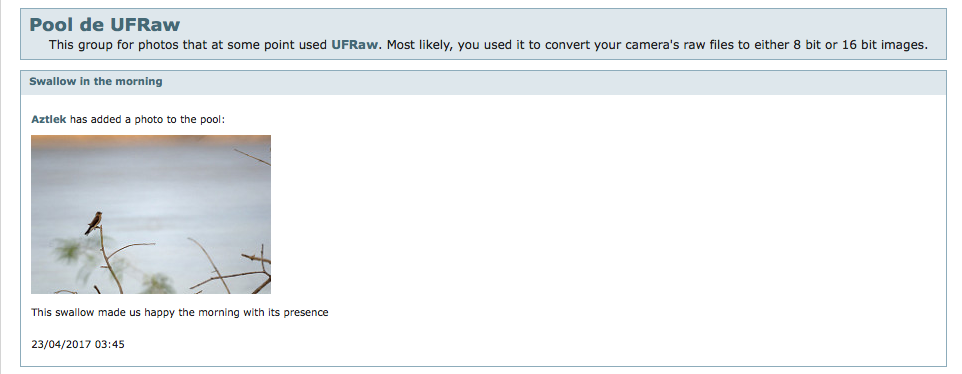 Pool de UFRaw
This group for photos that at some point used UFRaw. Most likely, you used it to convert your camera's raw files to either 8 bit or 16 bit images.
Swallow in the morning
Aztlek has added a photo to the pool:
This swallow made us happy the morning with its presence
23/04/2017 03:45